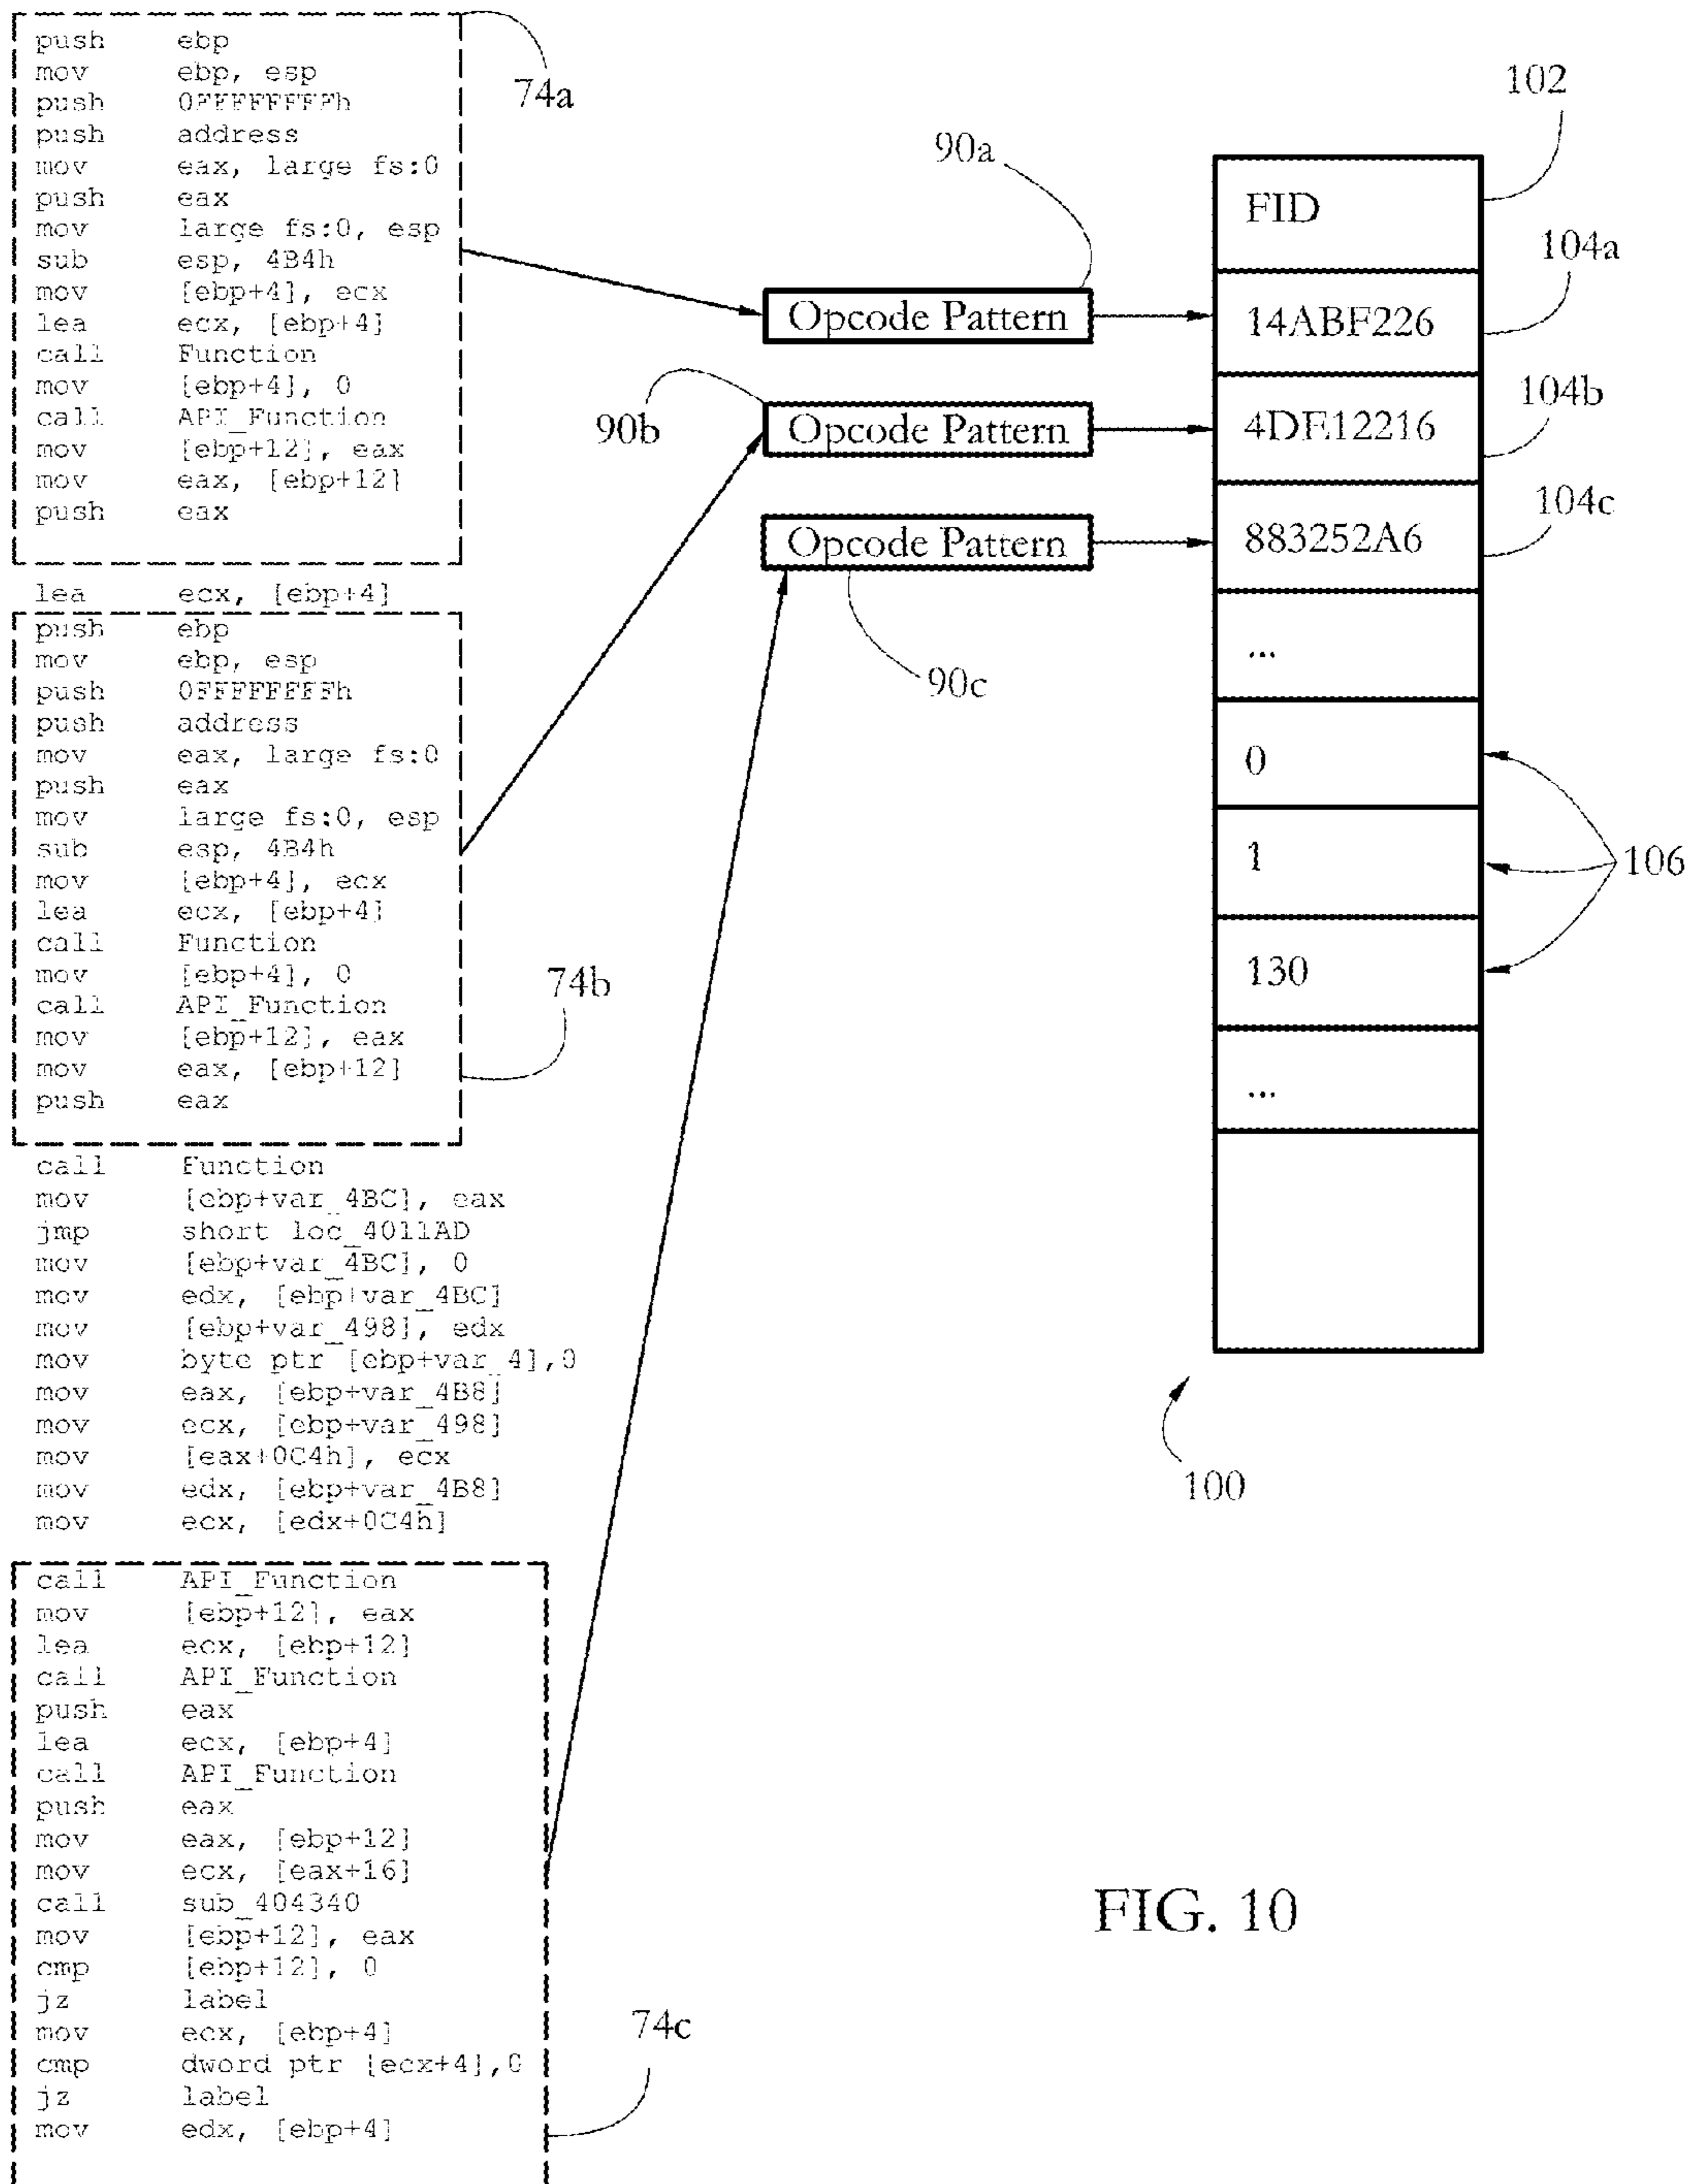 push ebp
mov ebp, esp
push 0FFFFFFFFh
push address
mov eax, large fs:0
push eax
mov large fs:0, esp
sub esp, 4B4h
mov [ebp+4], ecx
lea ecx, [ebp+4]
call Function
mov [ebp+4], 0
call API_Function
mov [ebp+12], eax
mov eax, [ebp+12]
push eax
74a
lea ecx, [ebp+4]
push ebp
mov ebp, esp
push 0FFFFFFFFh
push address
mov eax, large fs:0
push eax
mov large fs:0, esp
sub esp, 4B4h
mov [ebp+4], ecx
lea ecx, [ebp+4]
call Function
mov [ebp+4], 0
call API_Function
mov [ebp+12], eax
mov eax, [ebp+12]
push eax
74b
call Function
mov [ebp+var_4BC], eax
jmp short loc_4011AD
mov [ebp+var_4BC], 0
mov edx, [ebp+var_4BC]
mov [ebp+var_498], edx
mov byte ptr [ebp+var_4],0
mov eax, [ebp+var_4B8]
mov ecx, [ebp+var_498]
mov [eax+0C4h], ecx
mov edx, [ebp+var_4B8]
mov ecx, [edx+0C4h]
call API_Function
mov [ebp+12], eax
lea ecx, [ebp+12]
call API_Function
push eax
lea ecx, [ebp+4]
call API_Function
push eax
mov eax, [ebp+12]
mov ecx, [eax+16]
call sub_404340
mov [ebp+12], eax
cmp [ebp+12], 0
jz label
mov ecx, [ebp+4]
cmp dword ptr [ecx+4],0
jz label
mov edx, [ebp+4]
74c
90a
Opcode Pattern
90b
Opcode Pattern
Opcode Pattern
90c
102
FID
104a
14ABF226
104b
4DE12216
104c
883252A6
...
0
1
106
130
...
100
FIG. 10